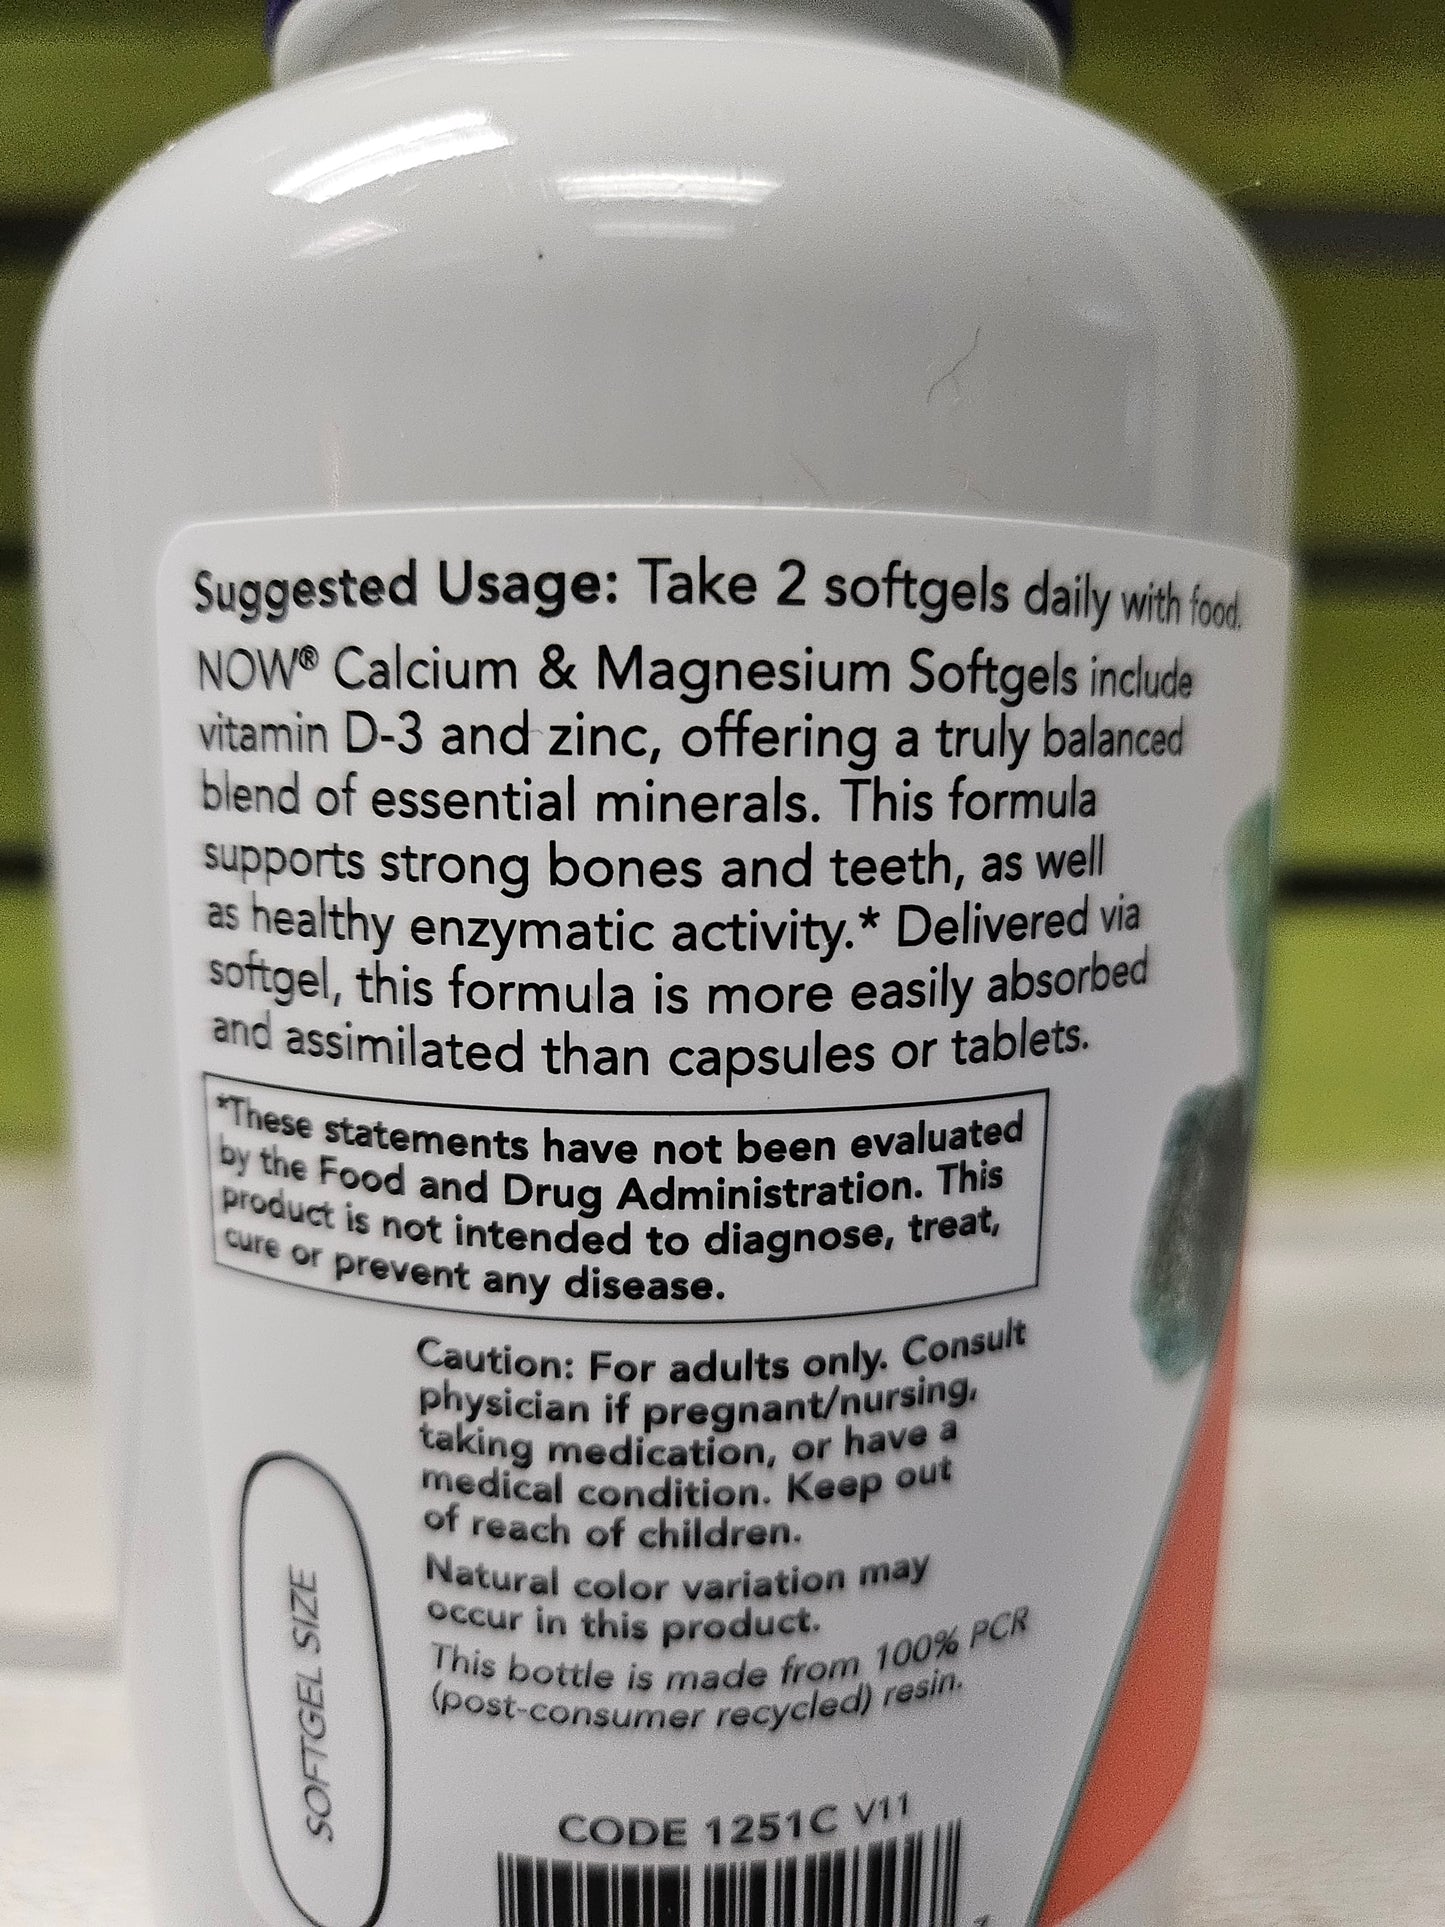 Suggested Usage: Take 2 softgels daily with food.
NOW® Calcium & Magnesium Softgels include
vitamin D-3 and zinc, offering a truly balanced
blend of essential minerals. This formula
supports strong bones and teeth, as well
as healthy enzymatic activity.* Delivered via
softgel, this formula is more easily absorbed
and assimilated than capsules or tablets.
*These statements have not been evaluated
by the Food and Drug Administration. This
product is not intended to diagnose, treat,
cure or prevent any disease.
Caution: For adults only. Consult
physician if pregnant/nursing,
taking medication, or have a
medical condition. Keep out
of reach of children.
Natural color variation may
occur in this product.
This bottle is made from 100% PCR
(post-consumer recycled) resin.
SOFTGEL SIZE
CODE 1251C V11